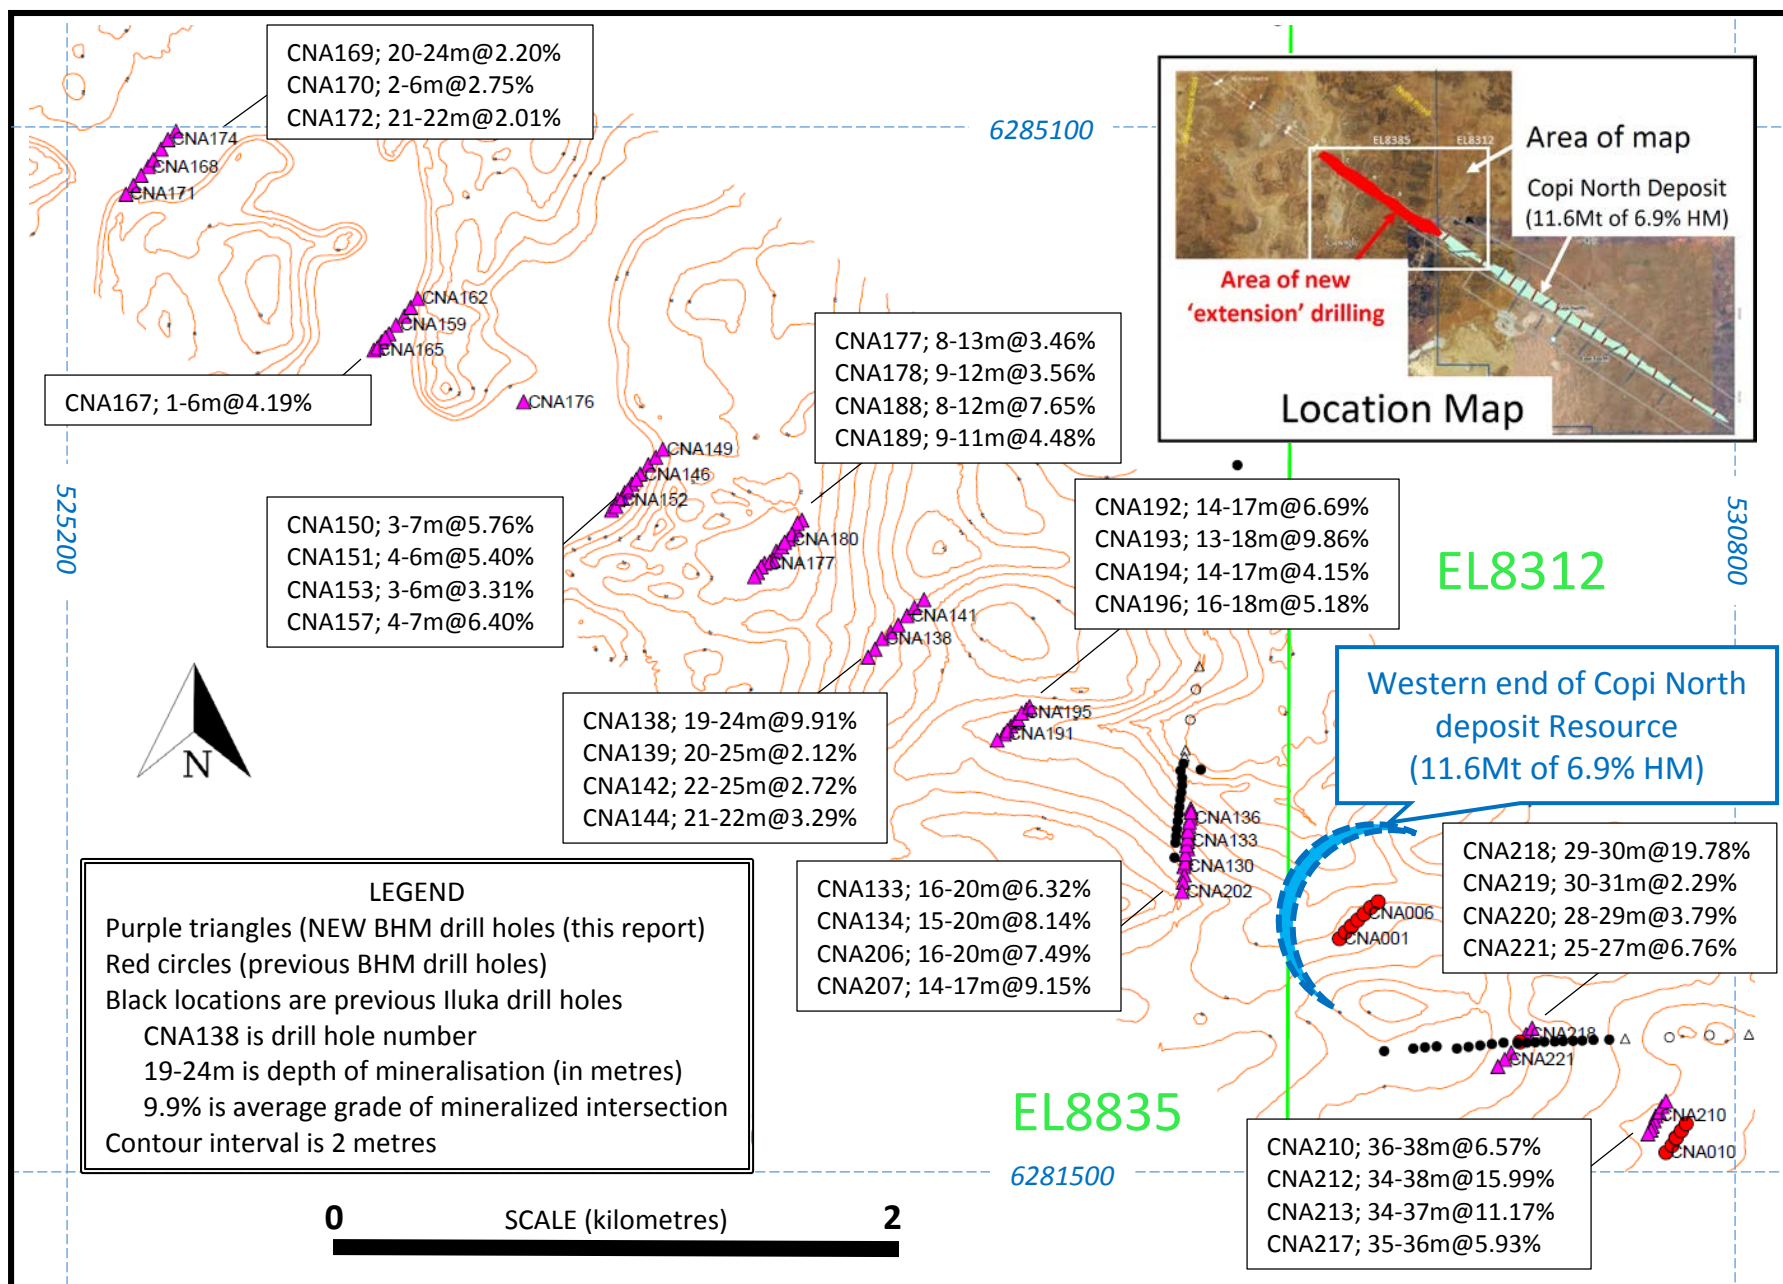 CNA169; 20-24m@2.20%
CNA170; 2-6m@2.75%
CNA172; 21-22m@2.01%
6285100
CNA174
CNA168
CNA171
EL8385
EL8312
Area of map
Copi North Deposit
(11.6Mt of 6.9% HM)
Area of new
‘extension’ drilling
Location Map
CNA162
CNA159
CNA165
CNA167; 1-6m@4.19%
CNA176
CNA177; 8-13m@3.46%
CNA178; 9-12m@3.56%
CNA188; 8-12m@7.65%
CNA189; 9-11m@4.48%
525200
530800
CNA149
CNA146
CNA152
CNA150; 3-7m@5.76%
CNA151; 4-6m@5.40%
CNA153; 3-6m@3.31%
CNA157; 4-7m@6.40%
CNA180
CNA177
CNA192; 14-17m@6.69%
CNA193; 13-18m@9.86%
CNA194; 14-17m@4.15%
CNA196; 16-18m@5.18%
EL8312
CNA141
CNA138
CNA138; 19-24m@9.91%
CNA139; 20-25m@2.12%
CNA142; 22-25m@2.72%
CNA144; 21-22m@3.29%
CNA195
CNA191
Western end of Copi North
deposit Resource
(11.6Mt of 6.9% HM)
N
CNA136
CNA133
CNA130
CNA202
CNA133; 16-20m@6.32%
CNA134; 15-20m@8.14%
CNA206; 16-20m@7.49%
CNA207; 14-17m@9.15%
CNA006
CNA001
CNA218; 29-30m@19.78%
CNA219; 30-31m@2.29%
CNA220; 28-29m@3.79%
CNA221; 25-27m@6.76%
CNA218
CNA221
LEGEND
Purple triangles (NEW BHM drill holes (this report)
Red circles (previous BHM drill holes)
Black locations are previous Iluka drill holes
CNA138 is drill hole number
19-24m is depth of mineralisation (in metres)
9.9% is average grade of mineralized intersection
Contour interval is 2 metres
EL8835
6281500
CNA210
CNA010
CNA210; 36-38m@6.57%
CNA212; 34-38m@15.99%
CNA213; 34-37m@11.17%
CNA217; 35-36m@5.93%
0 SCALE (kilometres) 2